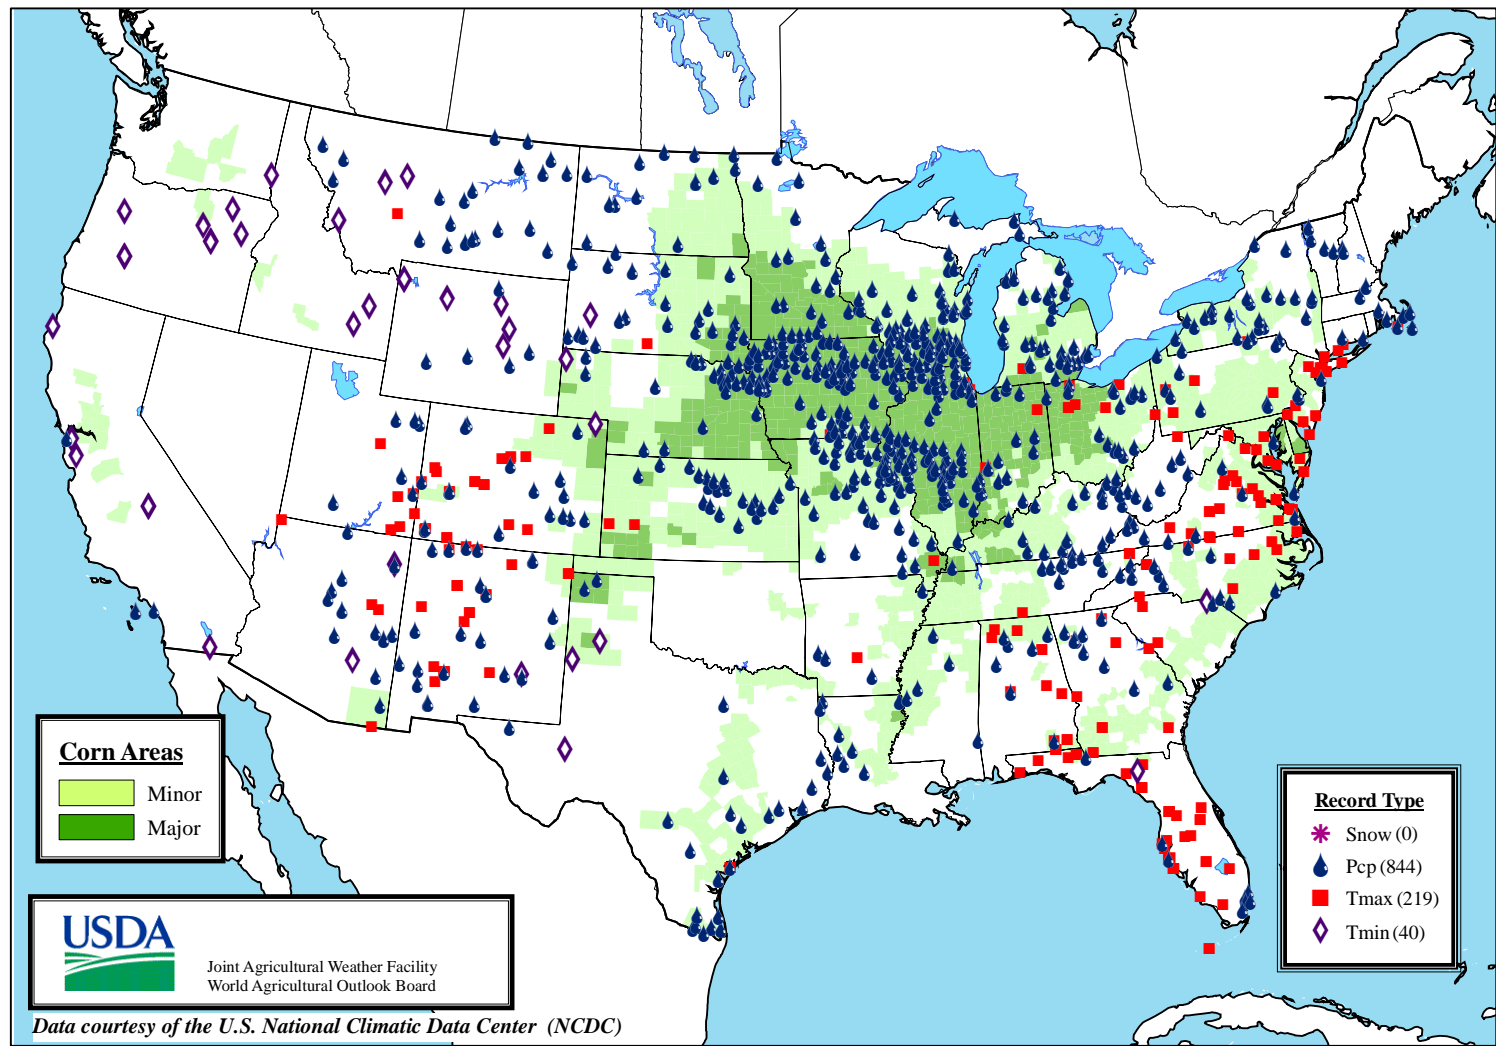 Corn Areas
Minor
Major
Record Type
Snow (0)
Pcp (844)
Tmax (219)
Tmin (40)
USDA
Joint Agricultural Weather Facility
World Agricultural Outlook Board
Data courtesy of the U.S. National Climatic Data Center (NCDC)